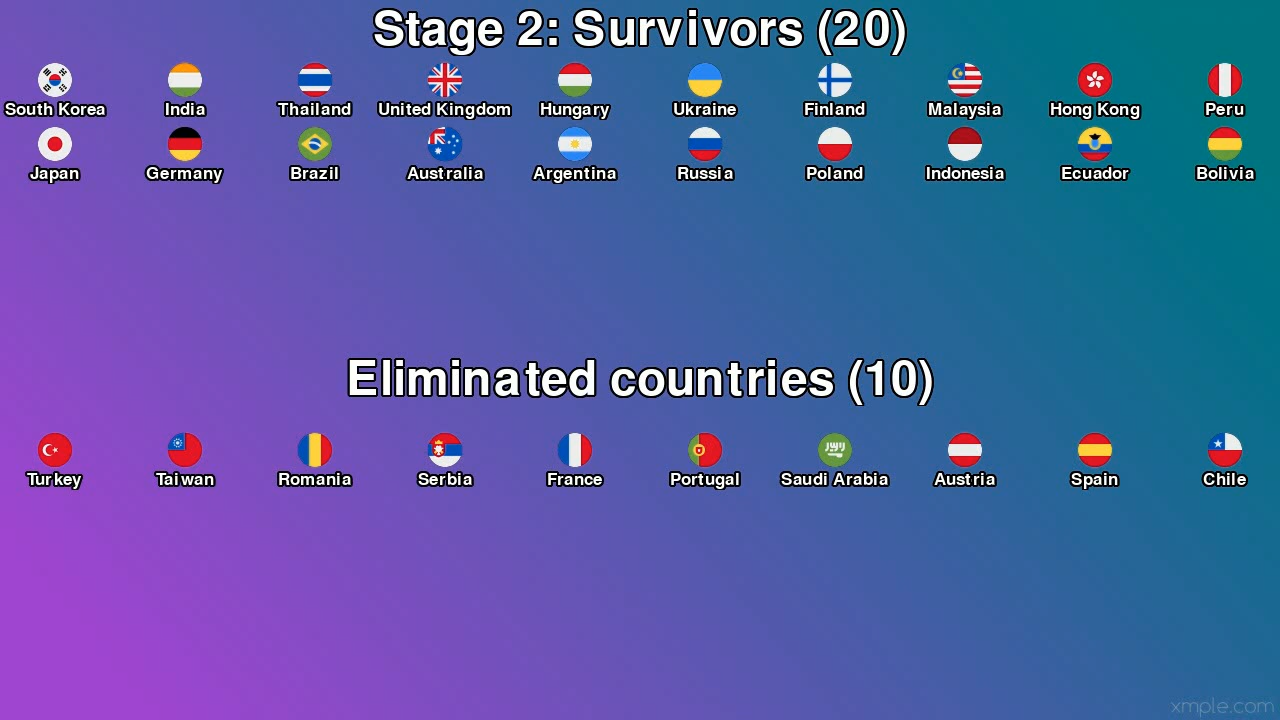 Stage 2: Survivors (20)
South Korea India Thailand United Kingdom Hungary Ukraine Finland Malaysia Hong Kong Peru
Japan Germany Brazil Australia Argentina Russia Poland Indonesia Ecuador Bolivia
Eliminated countries (10)
Turkey Taiwan Romania Serbia France Portugal Saudi Arabia Austria Spain Chile
xmple.com